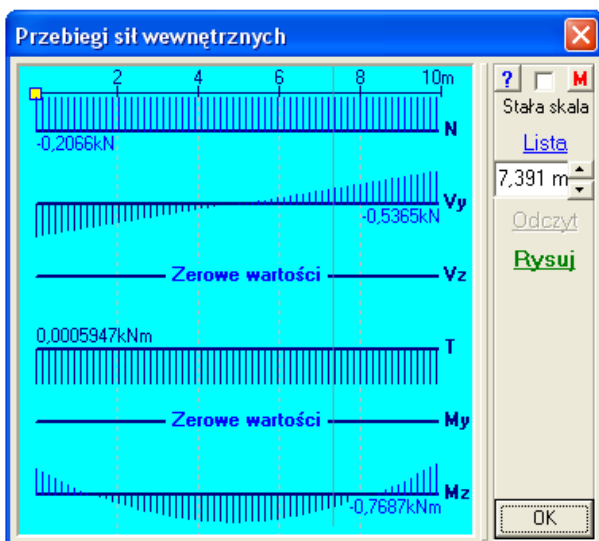 Przebiegi sił wewnętrznych
2 4 6 8 10m
N
-0,2066kN
Vy
-0,5365kN
Zerowe wartości
Vz
0,0005947kNm
T
Zerowe wartości
My
Mz
-0,7687kNm
? M
Stała skala
Lista
7,391 m
Odczyt
Rysuj
OK